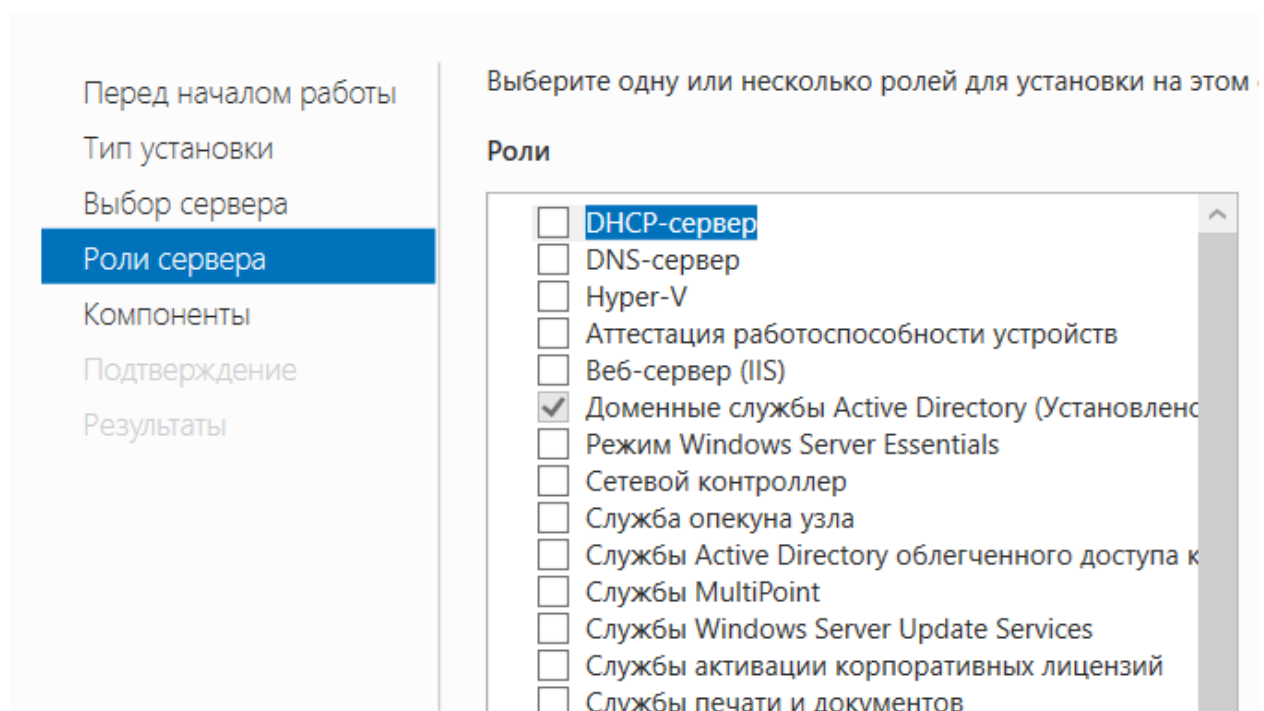 Перед началом работы
Тип установки
Выбор сервера
Роли сервера
Компоненты
Подтверждение
Результаты
Выберите одну или несколько ролей для установки на этом
Роли
DHCP-сервер
DNS-сервер
Hyper-V
Аттестация работоспособности устройств
Веб-сервер (IIS)
Доменные службы Active Directory (Установлено
Режим Windows Server Essentials
Сетевой контроллер
Служба опекуна узла
Службы Active Directory облегченного доступа к
Службы MultiPoint
Службы Windows Server Update Services
Службы активации корпоративных лицензий
Службы печати и документов